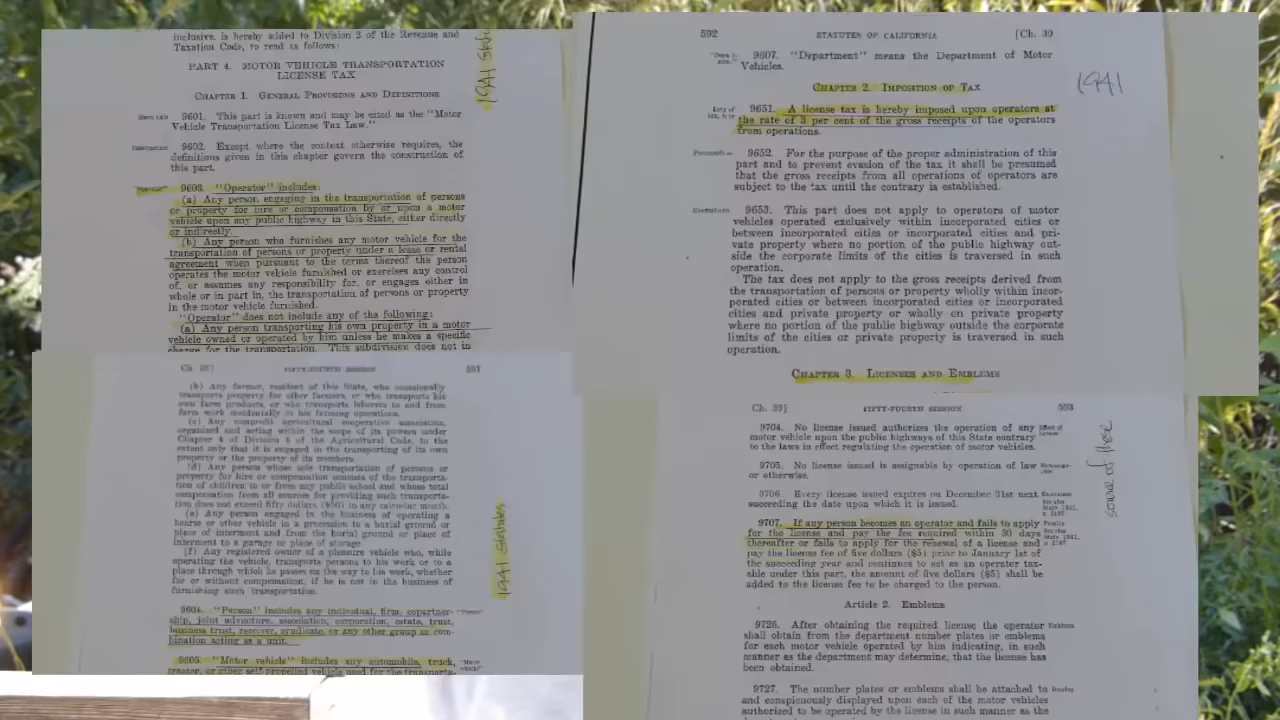 inclusive, is hereby added to Division 2 of the Revenue and
Taxation Code, to read as follows:
PART 4. MOTOR VEHICLE TRANSPORTATION
LICENSE TAX
CHAPTER 1. GENERAL PROVISIONS AND DEFINITIONS
Short title
9601. This part is known and may be cited as the "Motor
Vehicle Transportation License Tax Law."
9602. Except where the context otherwise requires, the
definitions given in this chapter govern the construction of
this part.
9603. "Operator" includes:
(a) Any person engaging in the transportation of persons
or property for hire or compensation by or upon a motor
vehicle upon any public highway in this State, either directly
or indirectly.
(b) Any person who furnishes any motor vehicle for the
transportation of persons or property under a lease or rental
agreement when pursuant to the terms thereof the person
operates the motor vehicle furnished or exercises any control
of, or assumes any responsibility for, or engages either in
whole or in part in, the transportation of persons or property
in the motor vehicle furnished.
"Operator" does not include any of the following:
(a) Any person transporting his own property in a motor
vehicle owned or operated by him unless he makes a specific
charge for the transportation. This subdivision does not in
1941
592 STATUTES OF CALIFORNIA [Ch. 39
9607. "Department" means the Department of Motor
Vehicles.
1941
CHAPTER 2. IMPOSITION OF TAX
9651. A license tax is hereby imposed upon operators at
the rate of 3 per cent of the gross receipts of the operators
from operations.
9652. For the purpose of the proper administration of this
part and to prevent evasion of the tax it shall be presumed
that the gross receipts from all operations of operators are
subject to the tax until the contrary is established.
9653. This part does not apply to operators of motor
vehicles operated exclusively within incorporated cities or
between incorporated cities or incorporated cities and pri-
vate property where no portion of the public highway out-
side the corporate limits of the cities is traversed in such
operation.
The tax does not apply to the gross receipts derived from
the transportation of persons or property wholly within incor-
porated cities or between incorporated cities or incorporated
cities and private property or wholly on private property
where no portion of the public highway outside the corporate
limits of the cities or private property is traversed in such
operation.
CHAPTER 3. LICENSES AND EMBLEMS
FIFTY-FOURTH SESSION
(b) Any farmer, resident of this State, who occasionally
transports property for other farmers, or who transports his
own farm products, or who transports laborers to and from
farm work incidentally in his farming operations.
(c) Any nonprofit agricultural cooperative association,
organized and acting within the scope of its powers under
Chapter 4 of Division 6 of the Agricultural Code, to the
extent only that it is engaged in the transporting of its own
property or the property of its members.
(d) Any person whose sole transportation of persons or
property for hire or compensation consists of the transporta-
tion of children to or from any public school and whose total
compensation from all sources for providing such transporta-
tion does not exceed fifty dollars ($50) in any calendar month.
(e) Any person engaged in the business of operating a
hearse or other vehicle in a procession to a burial ground or
place of interment and from the burial ground or place of
interment to a garage or place of storage.
(f) Any registered owner of a pleasure vehicle who, while
operating the vehicle, transports persons to his work or to a
place through which he passes on the way to his work, whether
for or without compensation, if he is not in the business of
furnishing such transportation.
9604. "Person" includes any individual, firm, copartner-
ship, joint adventure, association, corporation, estate, trust,
business trust, receiver, syndicate, or any other group or com-
bination acting as a unit.
9605. "Motor vehicle" includes any automobile, truck,
tractor, or other self-propelled vehicle used for the transporta-
1941 Statutes
Ch. 39] FIFTY-FOURTH SESSION 593
9704. No license issued authorizes the operation of any
motor vehicle upon the public highways of this State contrary
to the laws in effect regulating the operation of motor vehicles.
9705. No license issued is assignable by operation of law
or otherwise.
9706. Every license issued expires on December 31st next
succeeding the date upon which it is issued.
9707. If any person becomes an operator and fails to apply
for the license and pay the fee required within 30 days
thereafter or fails to apply for the renewal of a license and
pay the license fee of five dollars ($5) prior to January 1st of
the succeeding year and continues to act as an operator tax-
able under this part, the amount of five dollars ($5) shall be
added to the license fee to be charged to the person.
Article 2. Emblems
9726. After obtaining the required license the operator
shall obtain from the department number plates or emblems
for each motor vehicle operated by him indicating, in such
manner as the department may determine, that the license has
been obtained.
9727. The number plates or emblems shall be attached to
and conspicuously displayed upon each of the motor vehicles
authorized to be operated by the license in such manner as the